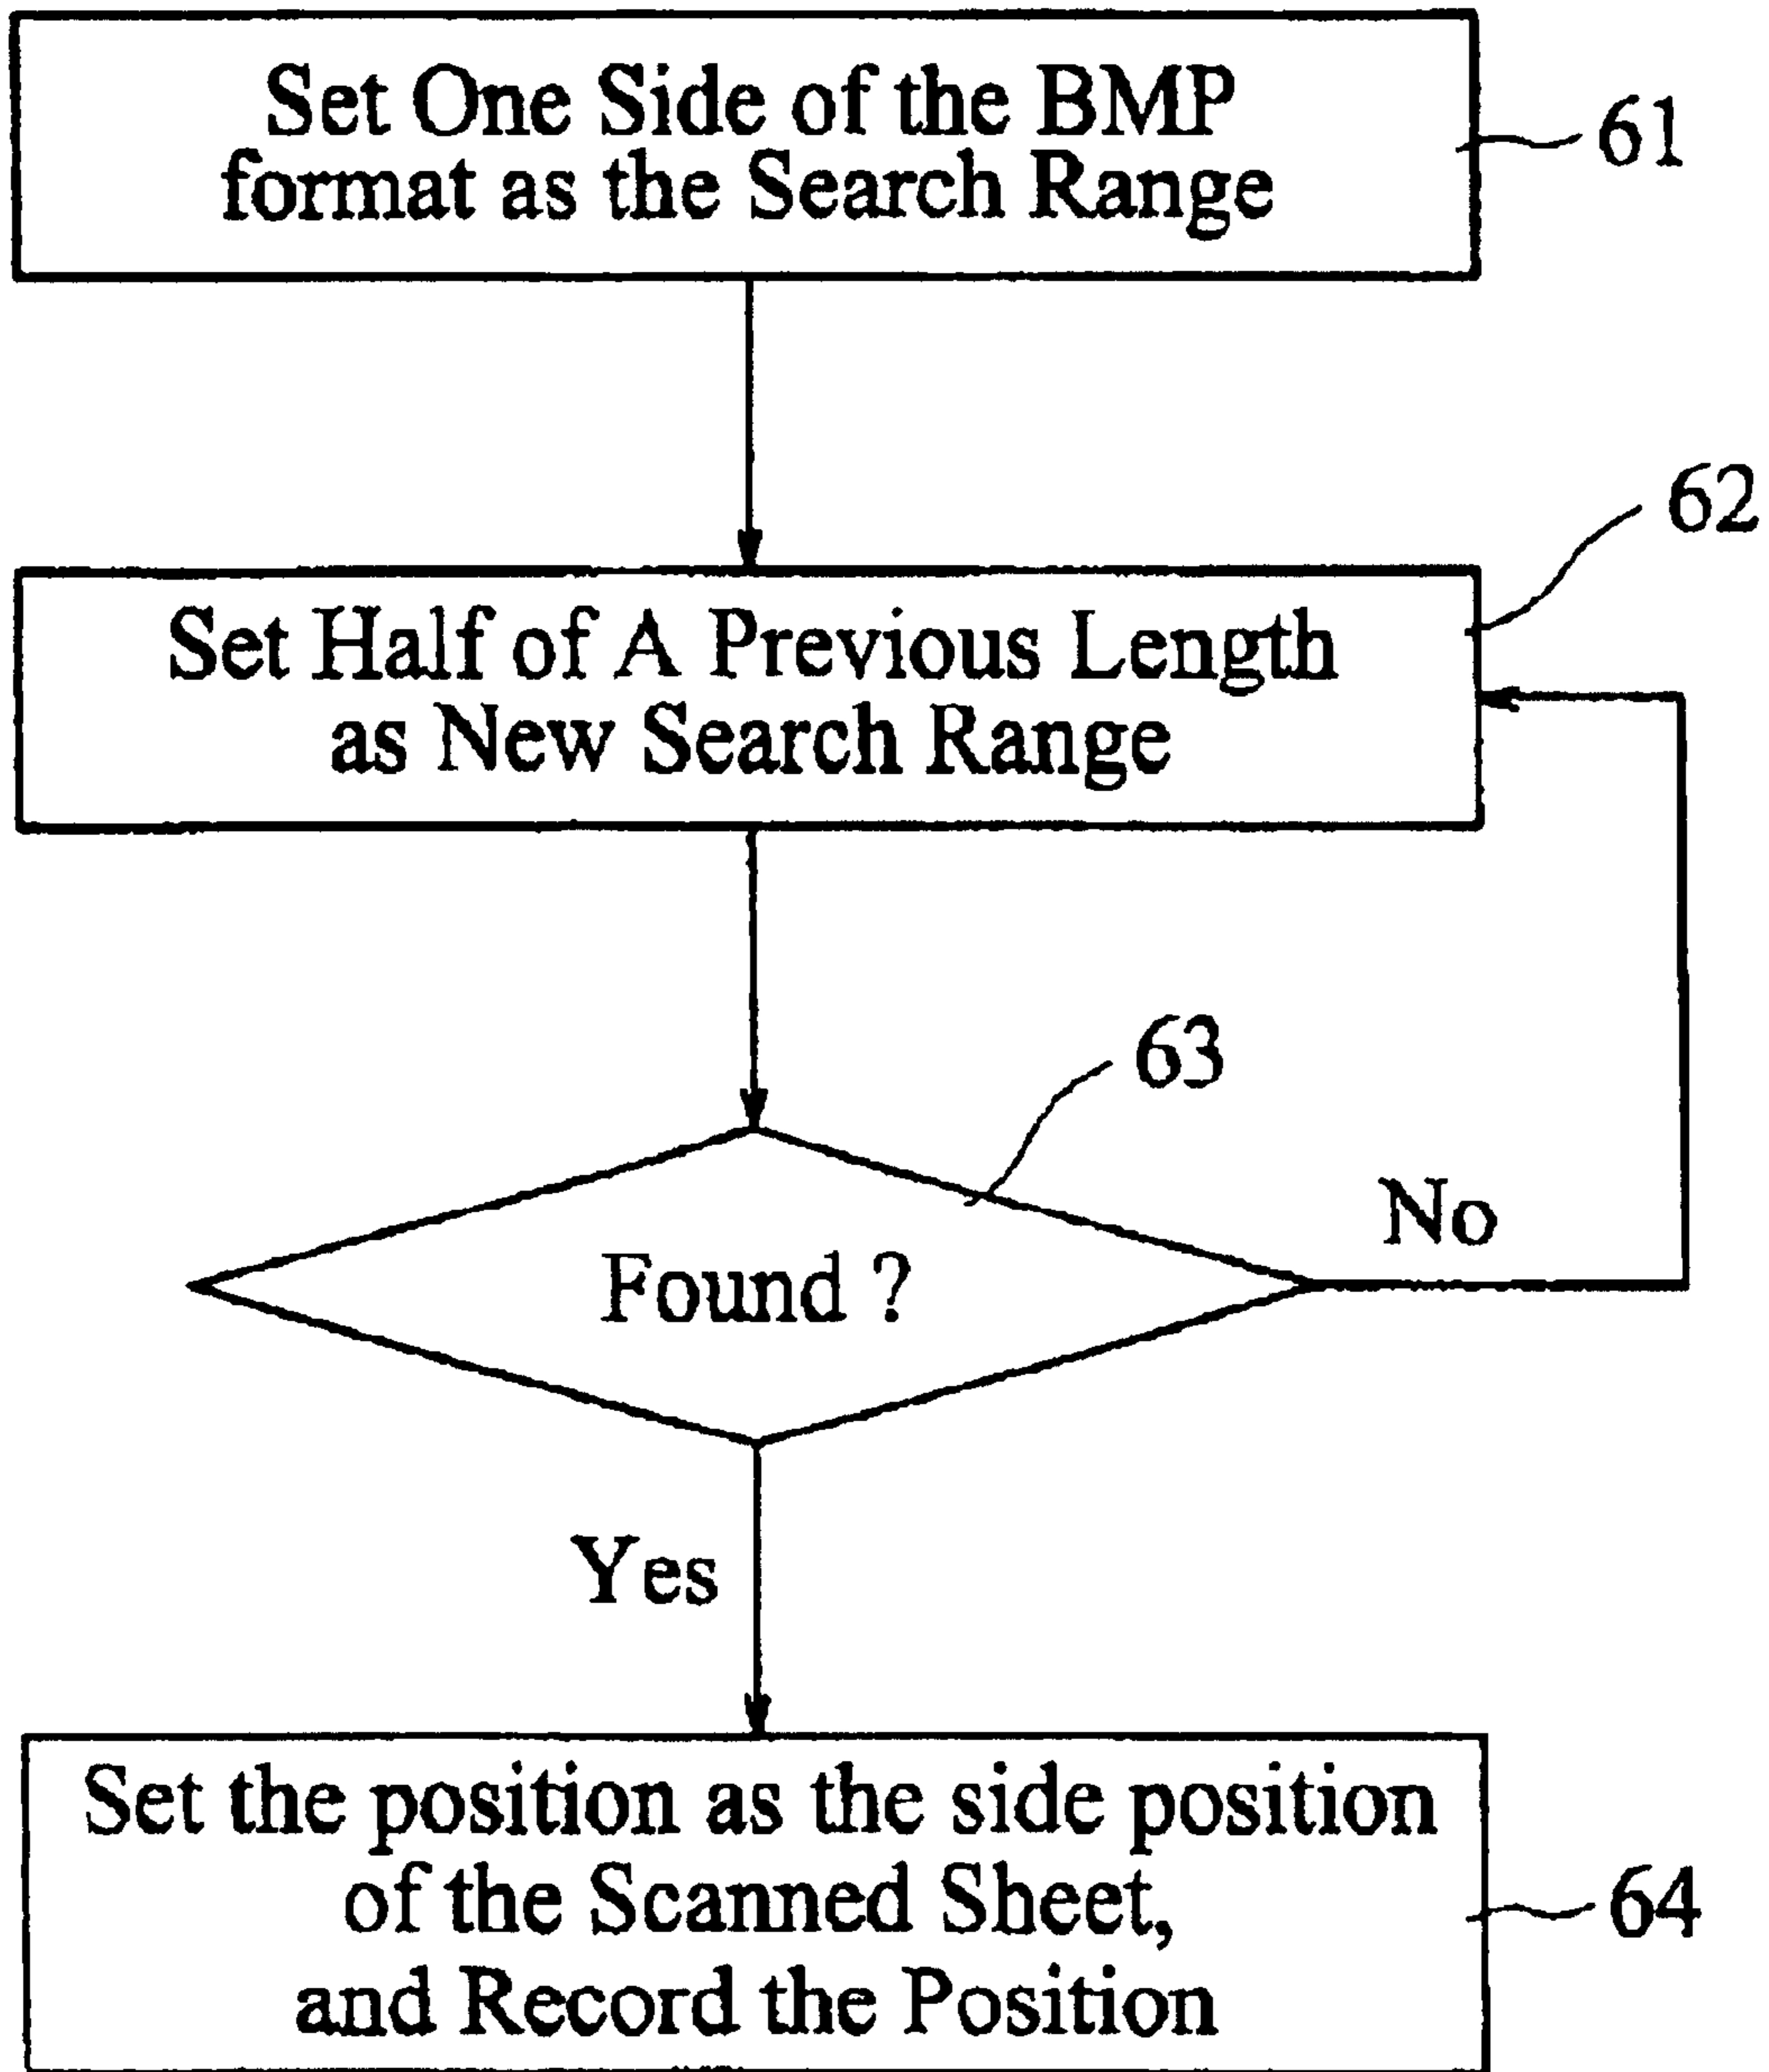 Set One Side of the BMP
format as the Search Range
61
62
Set Half of A Previous Length
as New Search Range
63
Found ?
No
Yes
Set the position as the side position
of the Scanned Sheet,
and Record the Position
64